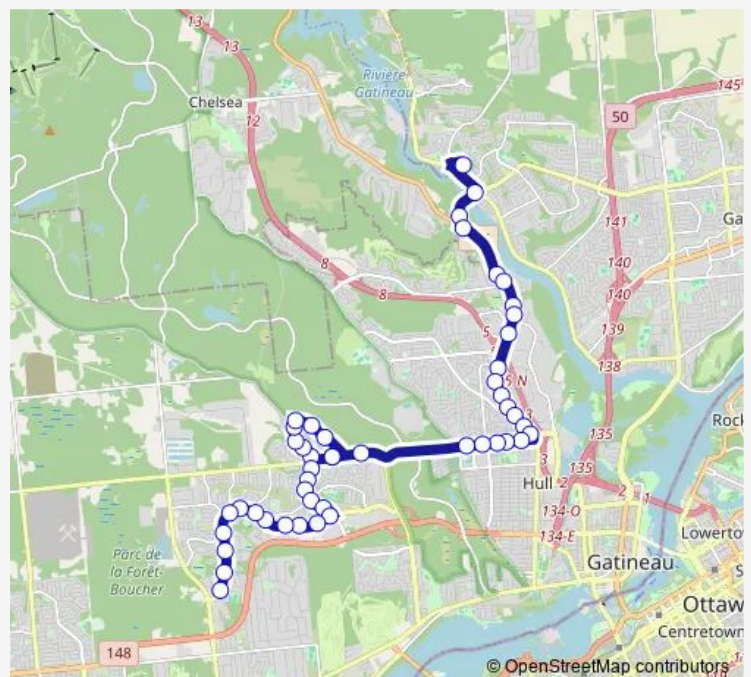 13
13
145
Rivière
Gatineau
Chelsea
12
50
141
Ga
140
8
140
8
139
5
138
5 N
3
Rock
135
3
Hull
2
135
2
1
134-O
134-E
Lowerto
Parc de
la Forêt-
Boucher
Gatineau
S
Ottaw
Centretown
148
© OpenStreetMap contributors